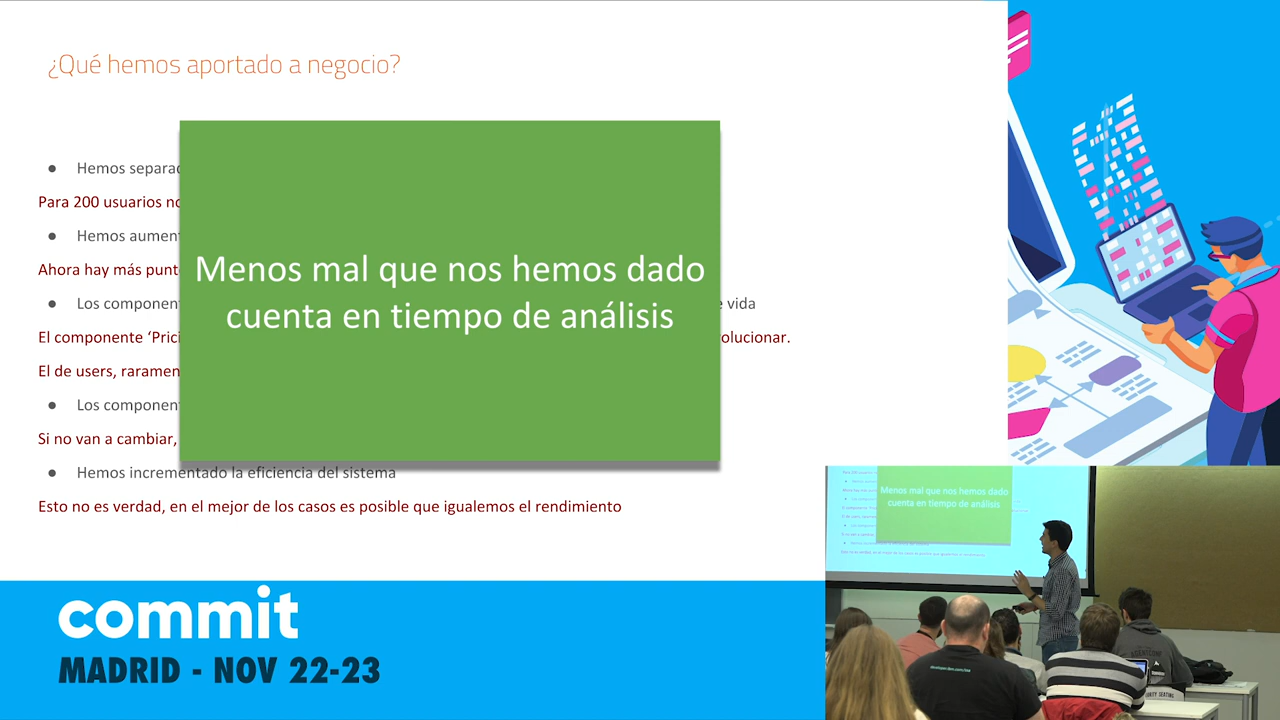 ¿Qué hemos aportado a negocio?
● Hemos separad
Para 200 usuarios no
● Hemos aument
Ahora hay más punt
● Los component
e vida
El componente ‘Prici
olucionar.
El de users, raramen
● Los component
Si no van a cambiar,
● Hemos incrementado la eficiencia del sistema
Esto no es verdad, en el mejor de los casos es posible que igualemos el rendimiento
Menos mal que nos hemos dado
cuenta en tiempo de análisis
commit
MADRID - NOV 22-23
Menos mal que nos hemos dado
cuenta en tiempo de análisis